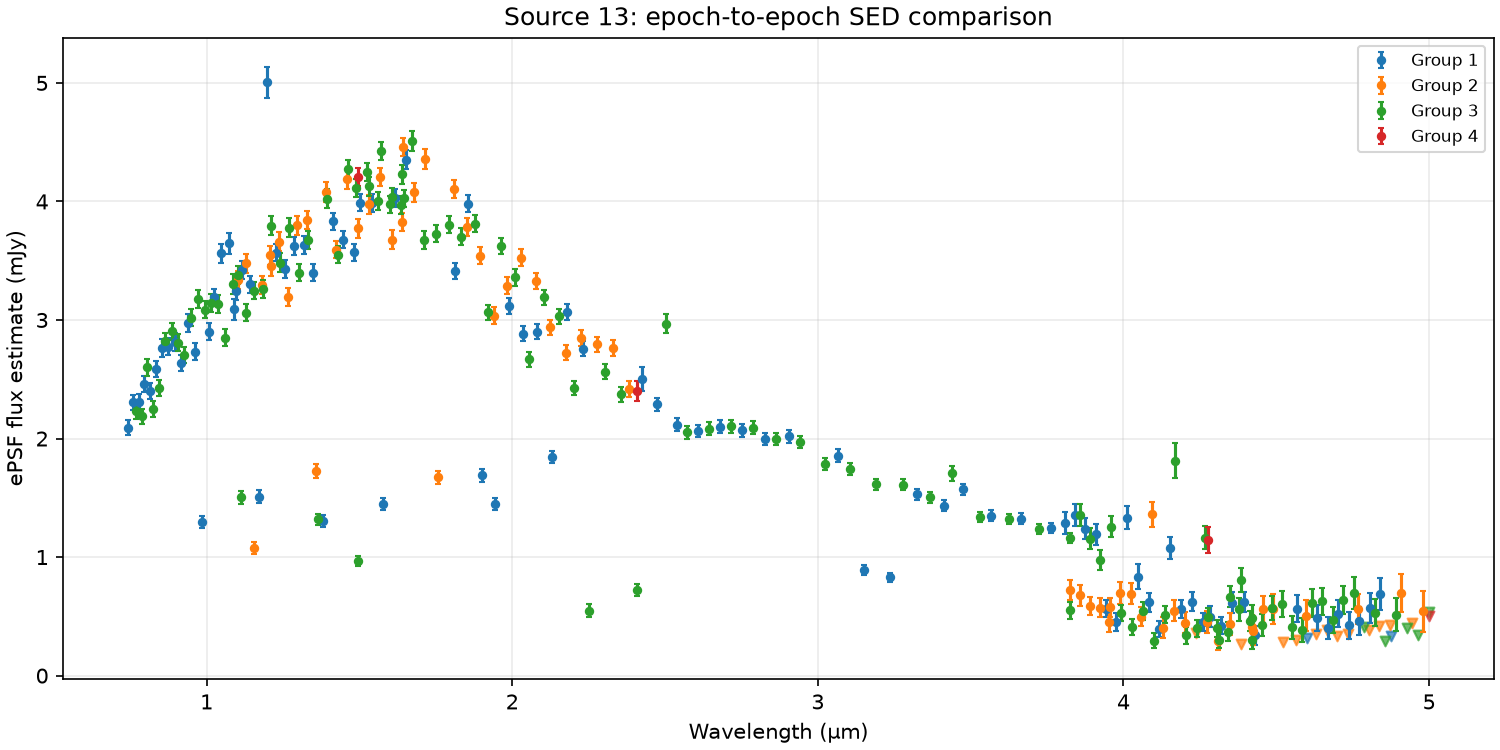 Source 13: epoch-to-epoch SED comparison
ePSF flux estimate (mJy)
5
4
3
2
1
0
Group 1
Group 2
Group 3
Group 4
1 2 3 4 5
Wavelength (μm)